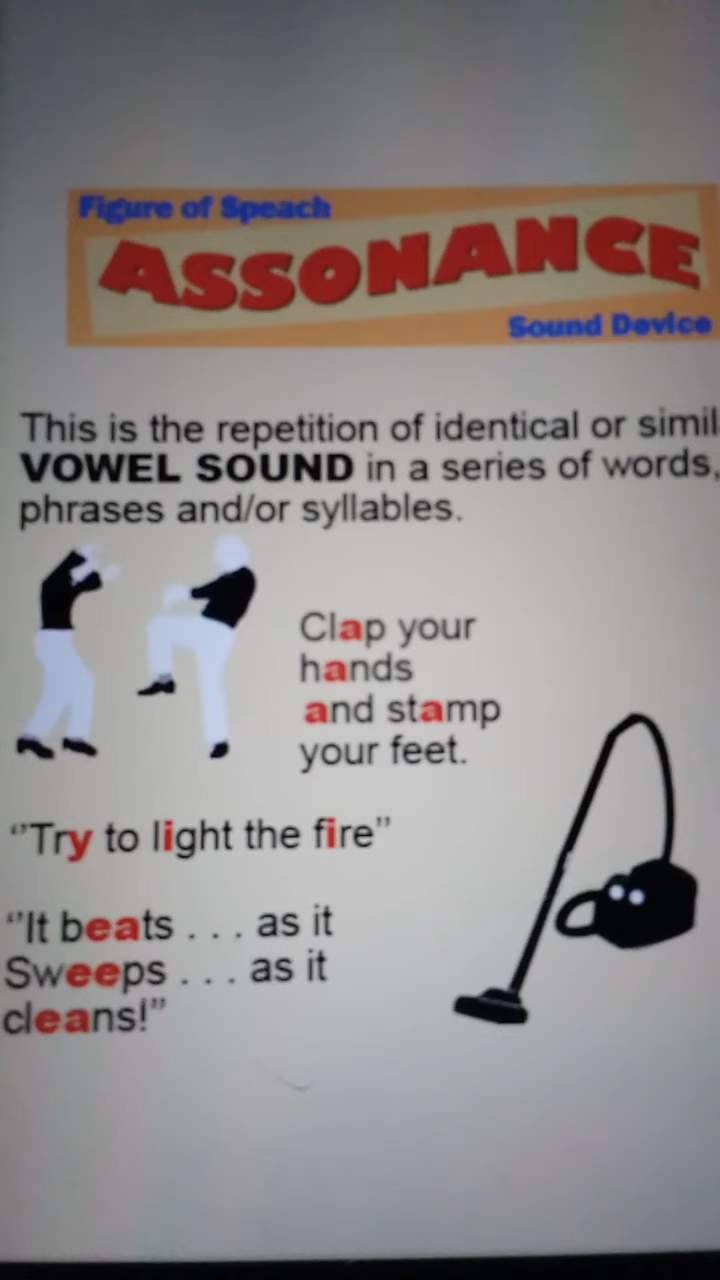 Figure of Speach
ASSONANCE
Sound Device
This is the repetition of identical or simil
VOWEL SOUND in a series of words,
phrases and/or syllables.
Clap your
hands
and stamp
your feet.
“Try to light the fire”
“It beats . . . as it
Sweeps . . . as it
cleans!”